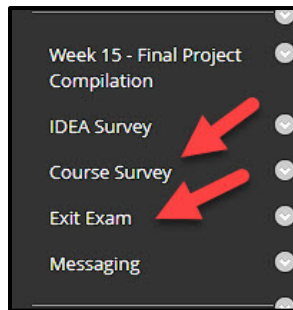 Week 15 - Final Project
Compilation
IDEA Survey
Course Survey
Exit Exam
Messaging